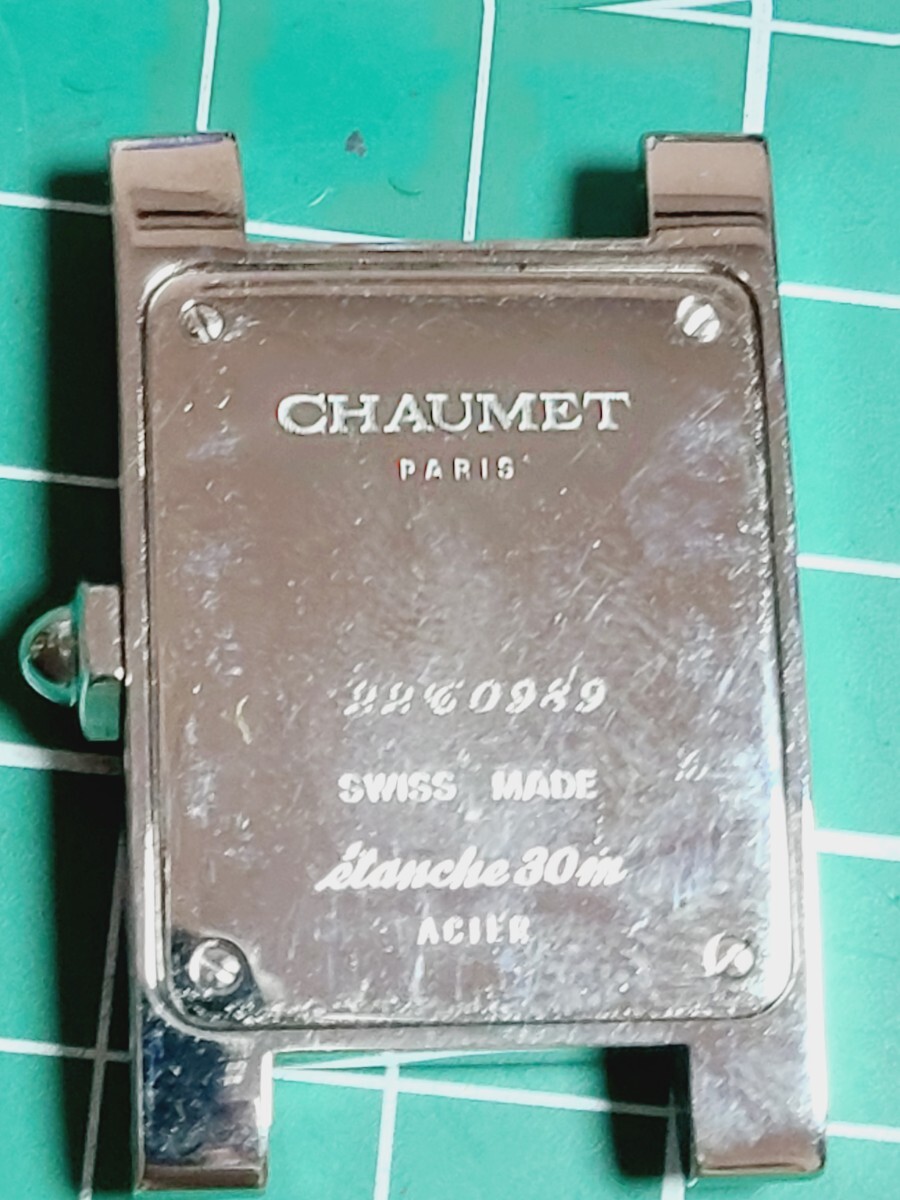 CHAUMET
PARIS
SWISS MADE
étanche 30m
ACIER